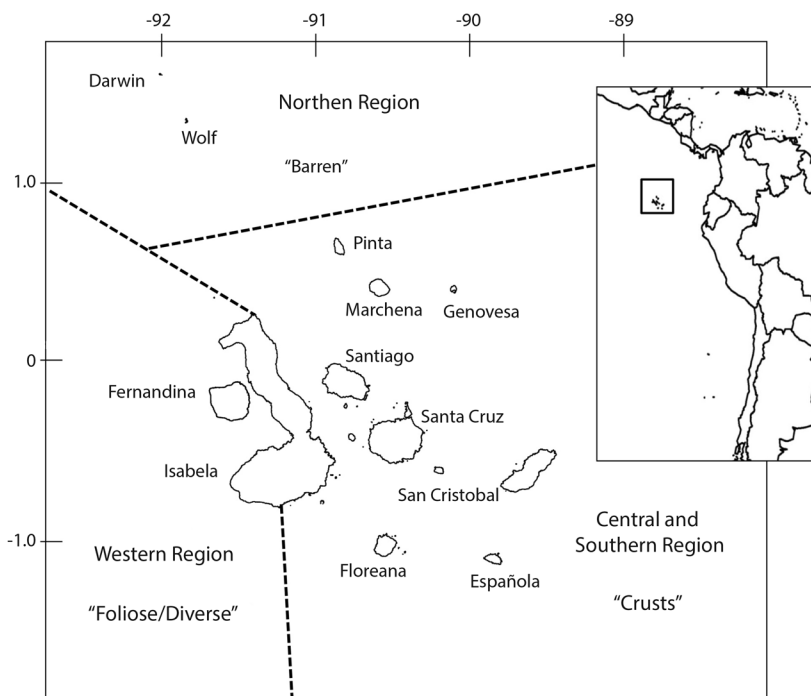 -92
-91
-90
-89
Darwin
Northen Region
Wolf
“Barren”
1.0
Pinta
Marchena
Genovesa
Santiago
0
Fernandina
Santa Cruz
Isabela
San Cristobal
Central and
Southern Region
-1.0
Western Region
Floreana
Española
“Foliose/Diverse”
“Crusts”